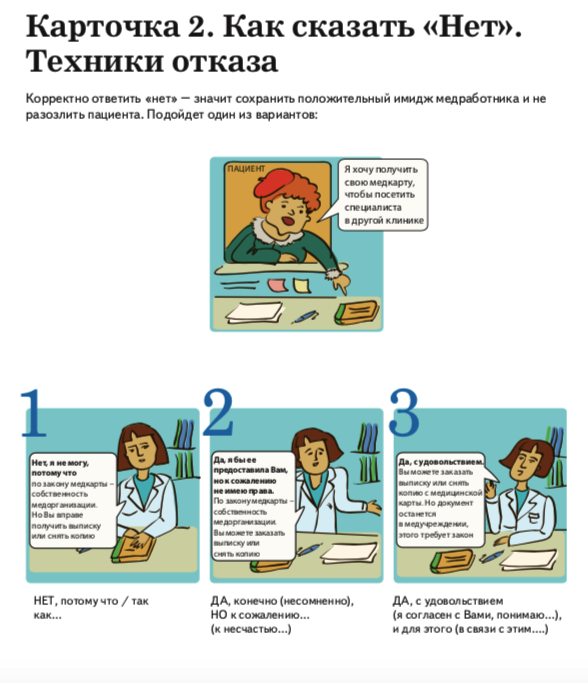 Карточка 2. Как сказать «Нет».
Техники отказа
Корректно ответить «нет» — значит сохранить положительный имидж медработника и не
разозлить пациента. Подойдет один из вариантов:
ПАЦИЕНТ
Я хочу получить
свою медкарту,
чтобы посетить
специалиста
в другой клинике
1
Нет, я не могу,
потому что
по закону медкарты –
собственность
медорганизации.
Но Вы вправе
получить выписку
или снять копию
НЕТ, потому что / так
как...
2
Да, я бы ее
предоставила Вам,
но к сожалению
не имею права.
По закону медкарты –
собственность
медорганизации.
Вы можете заказать
выписку или
снять копию
ДА, конечно (несомненно),
НО к сожалению...
(к несчастью...)
3
Да, с удовольствием.
Вы можете заказать
выписку или снять
копию с медицинской
карты. Но документ
останется
в медучреждении,
этого требует закон
ДА, с удовольствием
(я согласен с Вами, понимаю...),
и для этого (в связи с этим....)